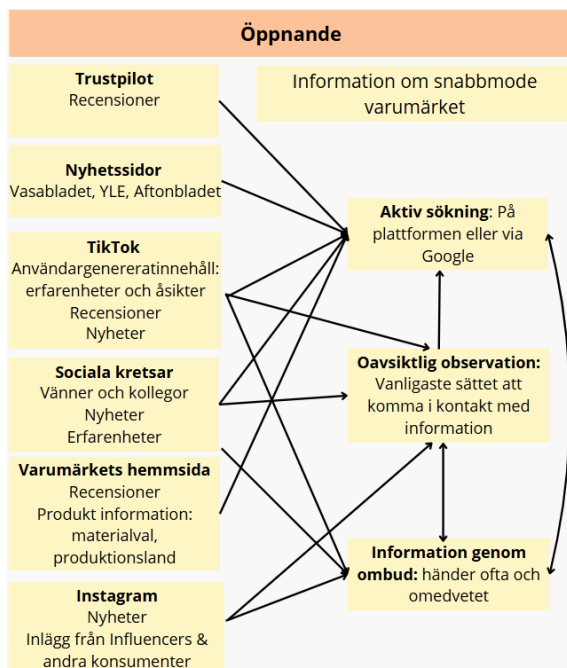 Öppnande
Trustpilot
Recensioner
Information om snabbmode
varumärket
Nyhetssidor
Vasabladet, YLE, Aftonbladet
Aktiv sökning: På
plattformen eller via
Google
TikTok
Användargenereratinnehåll:
erfarenheter och åsikter
Recensioner
Nyheter
Oavsiktlig observation:
Vanligaste sättet att
komma i kontakt med
information
Sociala kretsar
Vänner och kollegor
Nyheter
Erfarenheter
Varumärkets hemmsida
Recensioner
Produkt information:
materialval,
produktionsland
Information genom
ombud: händer ofta och
omedvetet
Instagram
Nyheter
Inlägg från Influencers &
andra konsumenter